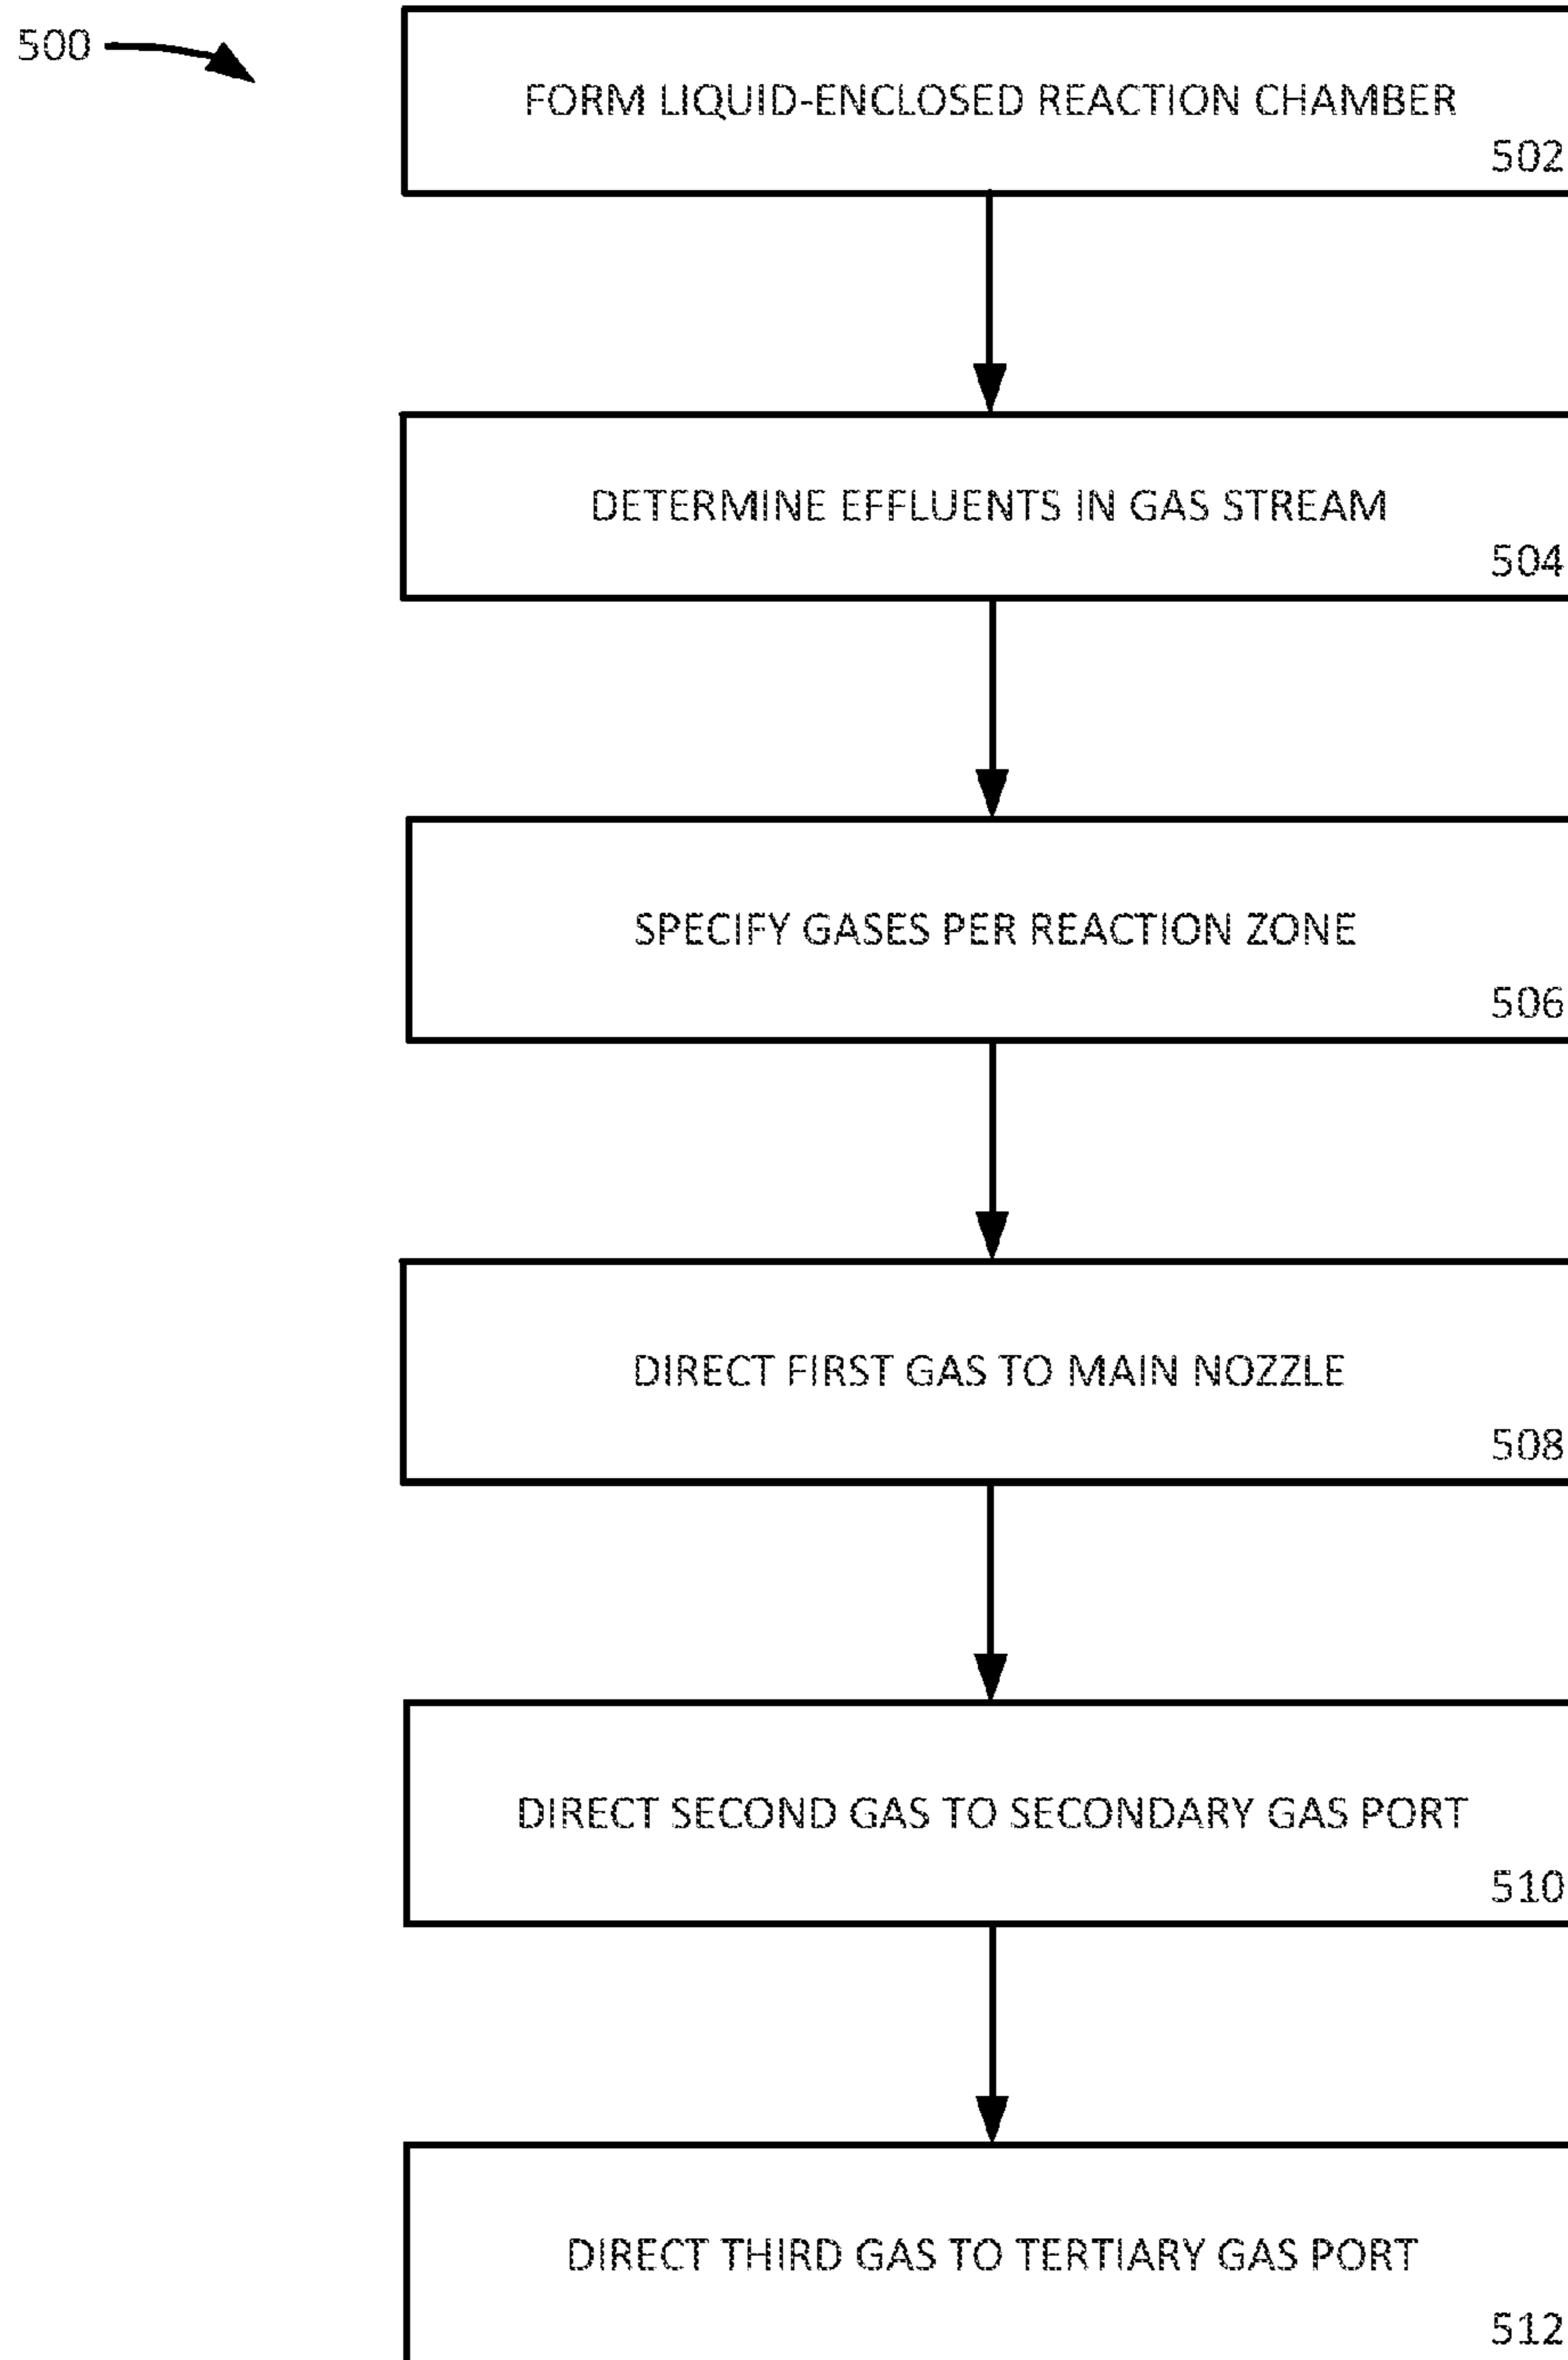 500
FORM LIQUID-ENCLOSED REACTION CHAMBER
502
DETERMINE EFFLUENTS IN GAS STREAM
504
SPECIFY GASES PER REACTION ZONE
506
DIRECT FIRST GAS TO MAIN NOZZLE
508
DIRECT SECOND GAS TO SECONDARY GAS PORT
510
DIRECT THIRD GAS TO TERTIARY GAS PORT
512